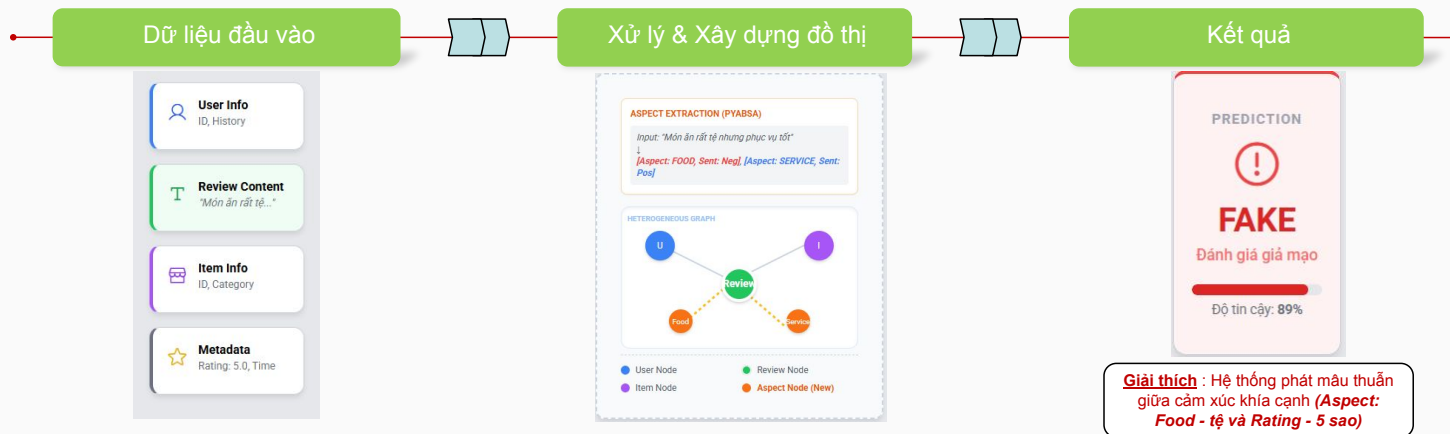 Dữ liệu đầu vào
Xử lý & Xây dựng đồ thị
Kết quả
User Info
ID, History
Review Content
"Món ăn rất tệ..."
Item Info
ID, Category
Metadata
Rating: 5.0, Time
ASPECT EXTRACTION (PYABSA)
Input: "Món ăn rất tệ nhưng phục vụ tốt"
↓
[Aspect: FOOD, Sent: Neg], [Aspect: SERVICE, Sent:
Pos]
HETEROGENEOUS GRAPH
U
I
Review
Food
Service
User Node
Review Node
Item Node
Aspect Node (New)
PREDICTION
!
FAKE
Đánh giá giả mạo
Độ tin cậy: 89%
Giải thích : Hệ thống phát mâu thuẫn
giữa cảm xúc khía cạnh (Aspect:
Food - tệ và Rating - 5 sao)